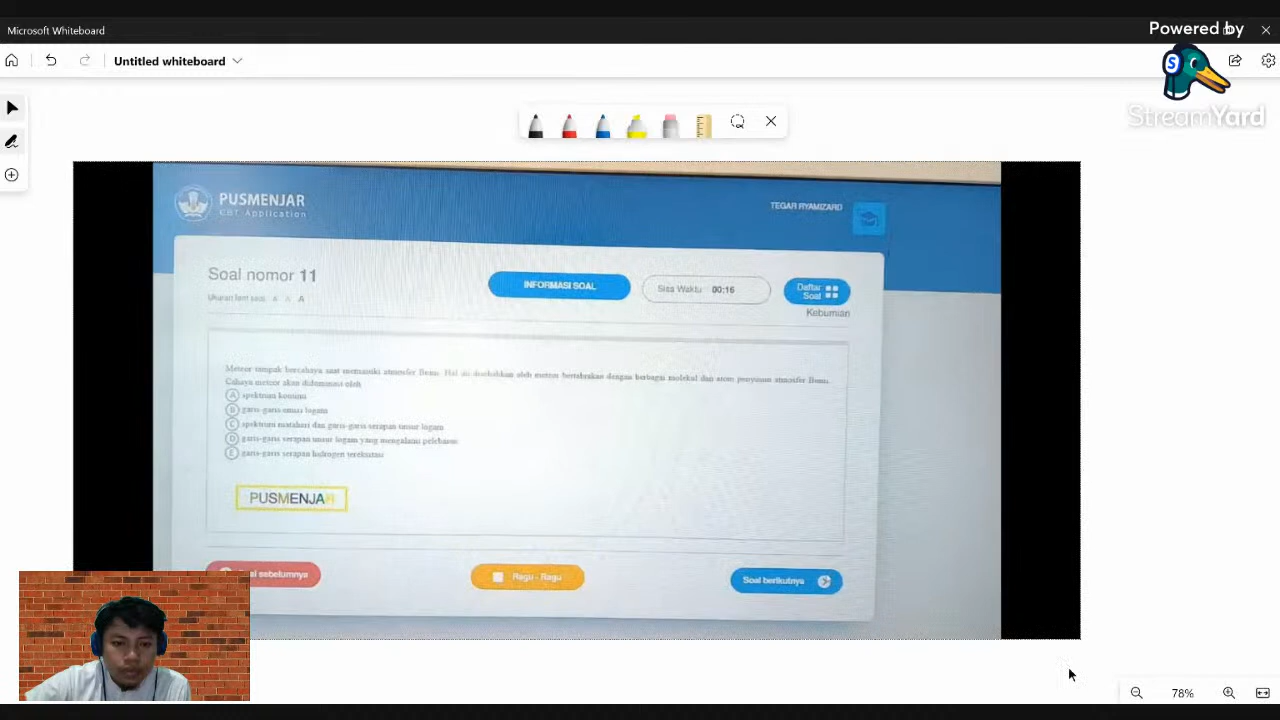 Microsoft Whiteboard
Powered by
Untitled whiteboard
S
StreamYard
PUSMENJAR
CBT Application
TEGAR RYAMIZARD
Soal nomor 11
INFORMASI SOAL
Sisa Waktu 00:16
Daftar
Soal
Ukuran font soal: A A A
Kebumian
Meteor tampak bercahaya saat memasuki atmosfer Bumi. Hal ini disebabkan oleh meteor bertabrakan dengan berbagai molekul dan atom penyusun atmosfer Bumi.
Cahaya meteor akan didominasi oleh
A spektrum kontinu
B garis-garis emisi logam
C spektrum matahari dan garis-garis serapan unsur logam
D garis-garis serapan unsur logam yang mengalami pelebaran
E garis-garis serapan hidrogen tereksitasi
PUSMENJAR
sebelumnya
Ragu - Ragu
Soal berikutnya
78%